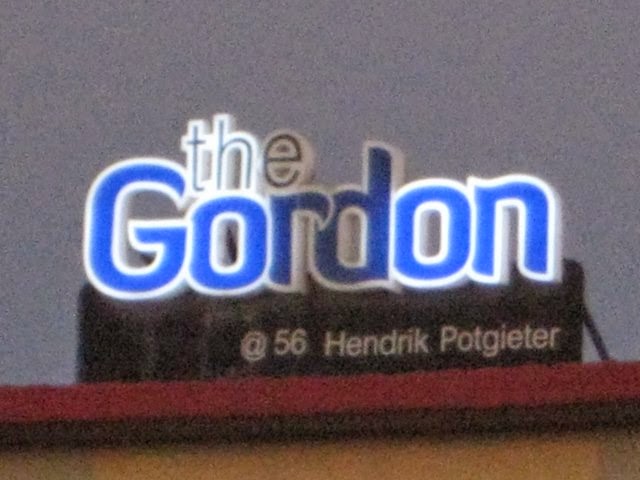 the
Gordon
@ 56 Hendrik Potgieter